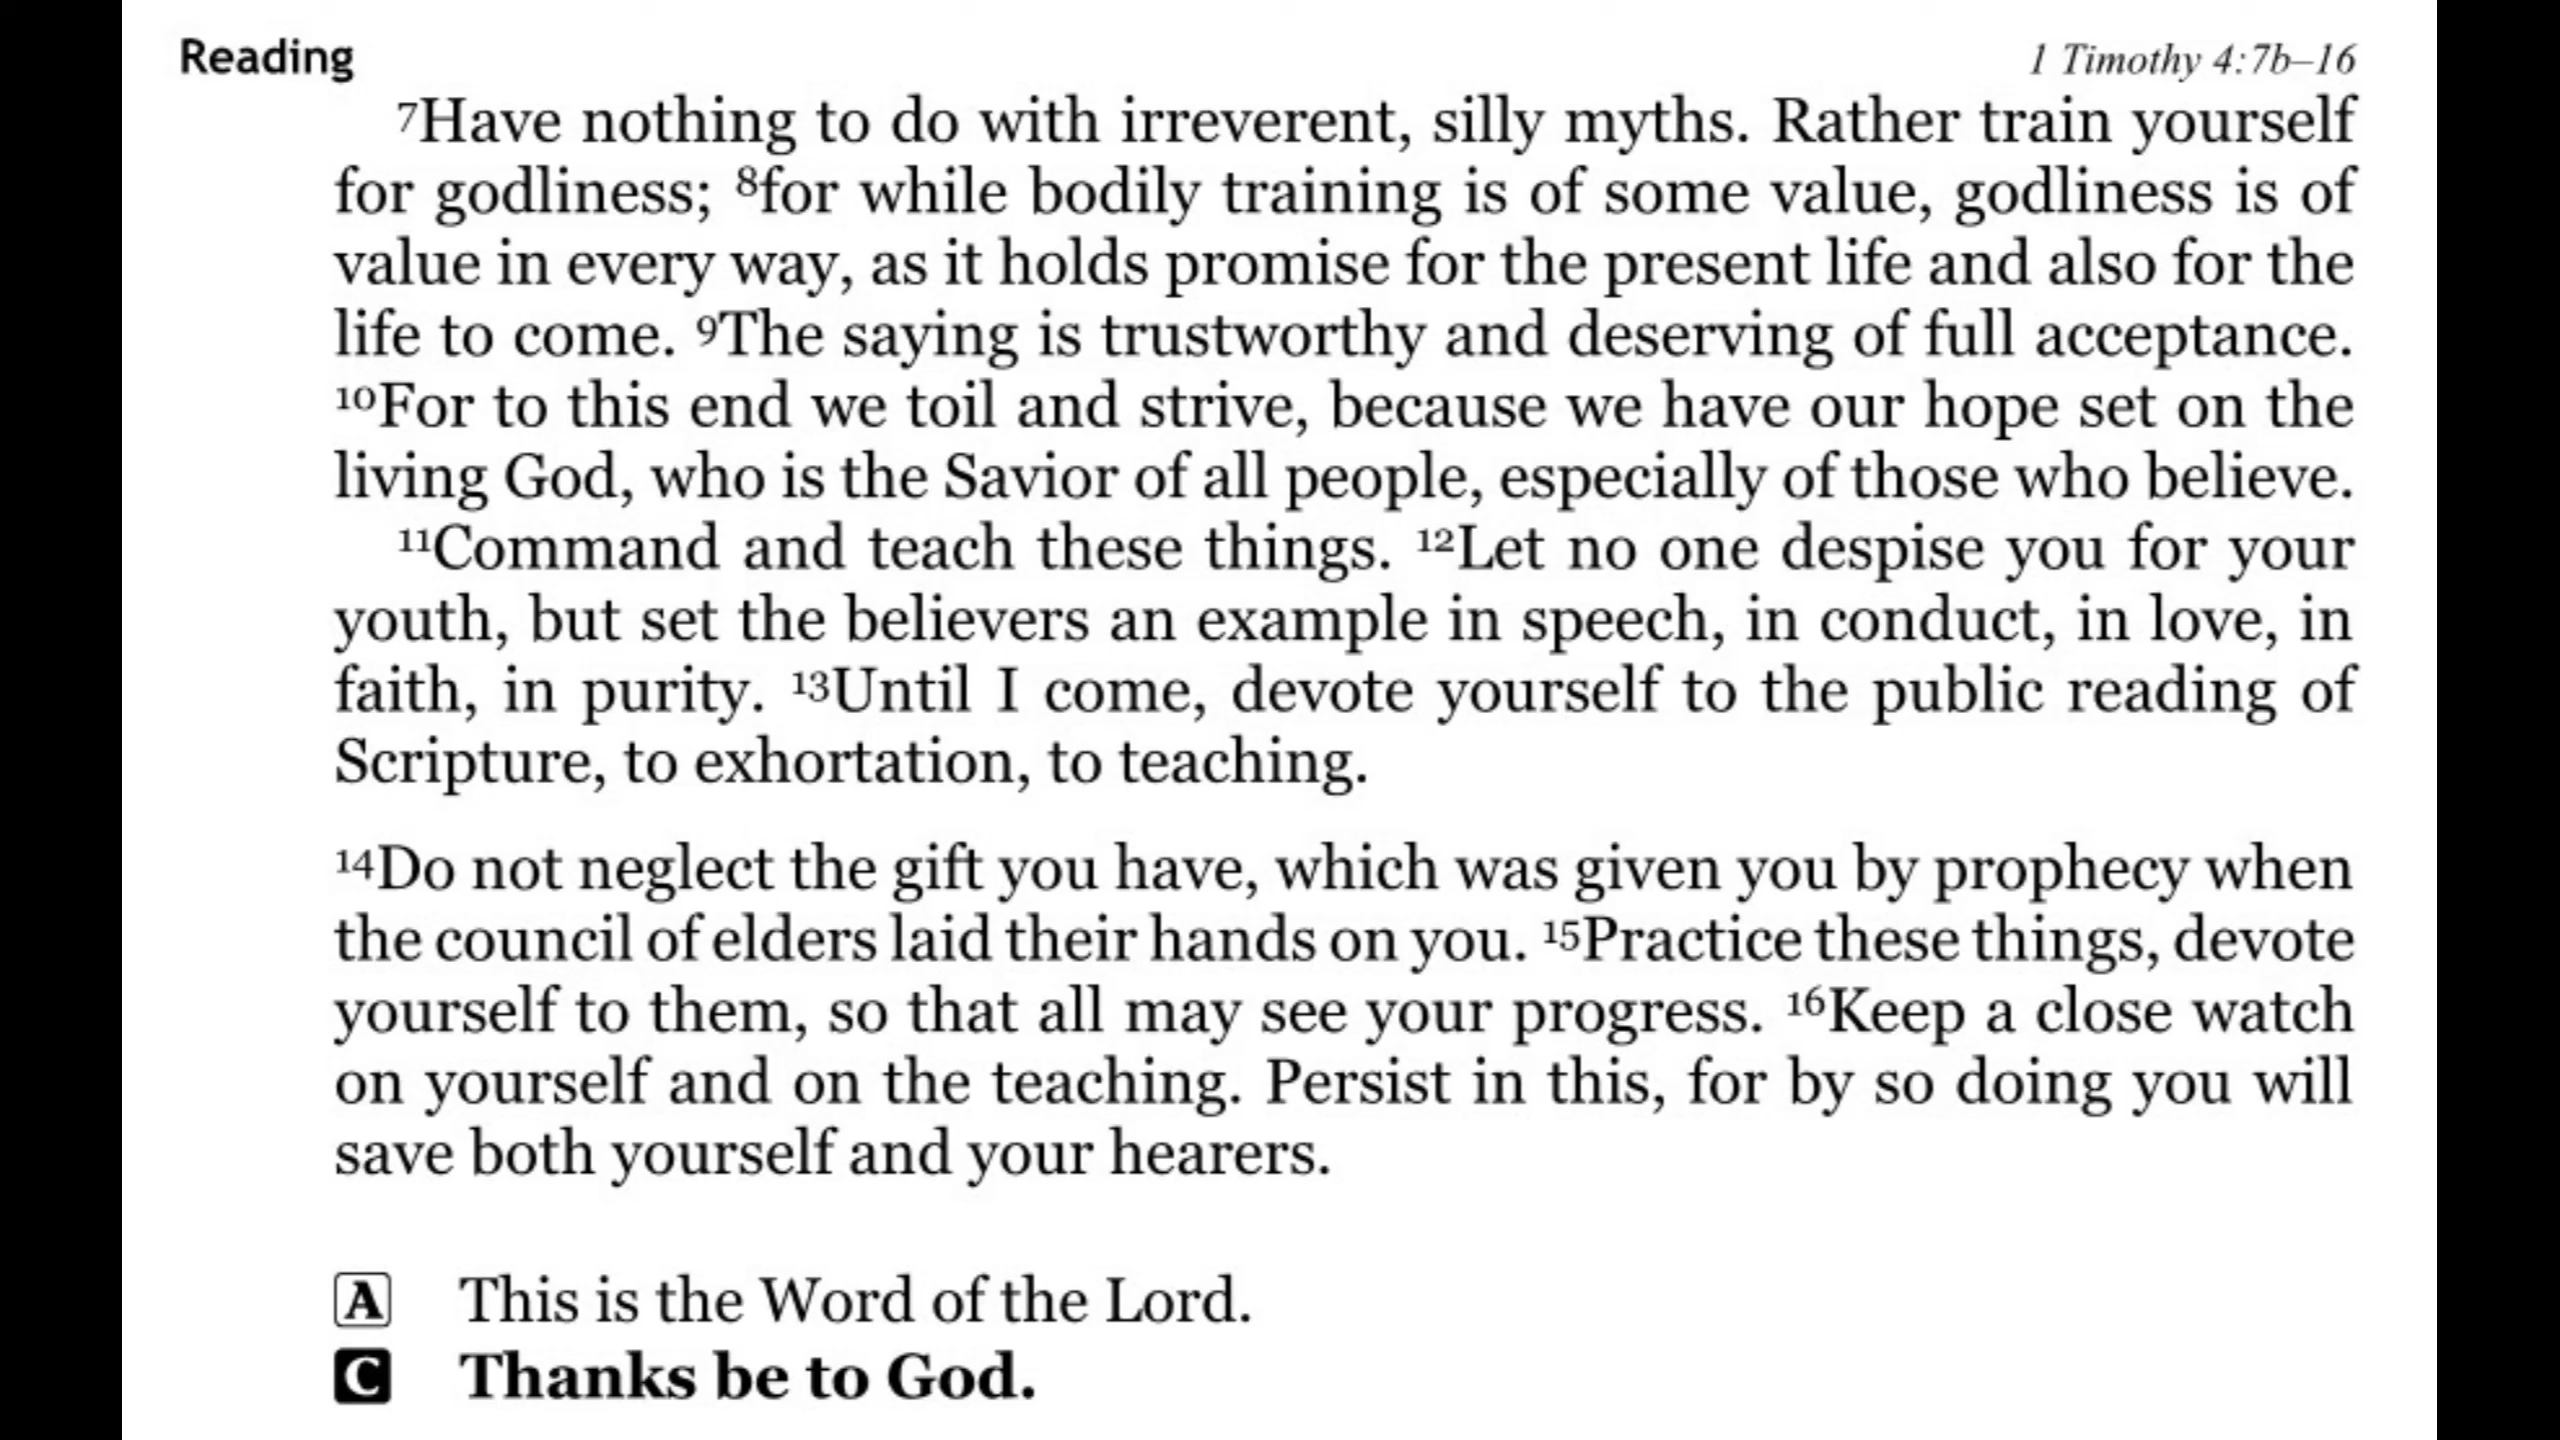 Reading 1 Timothy 4:7b–16
⁷Have nothing to do with irreverent, silly myths. Rather train yourself
for godliness; ⁸for while bodily training is of some value, godliness is of
value in every way, as it holds promise for the present life and also for the
life to come. ⁹The saying is trustworthy and deserving of full acceptance.
¹⁰For to this end we toil and strive, because we have our hope set on the
living God, who is the Savior of all people, especially of those who believe.
¹¹Command and teach these things. ¹²Let no one despise you for your
youth, but set the believers an example in speech, in conduct, in love, in
faith, in purity. ¹³Until I come, devote yourself to the public reading of
Scripture, to exhortation, to teaching.
¹⁴Do not neglect the gift you have, which was given you by prophecy when
the council of elders laid their hands on you. ¹⁵Practice these things, devote
yourself to them, so that all may see your progress. ¹⁶Keep a close watch
on yourself and on the teaching. Persist in this, for by so doing you will
save both yourself and your hearers.
A This is the Word of the Lord.
C Thanks be to God.